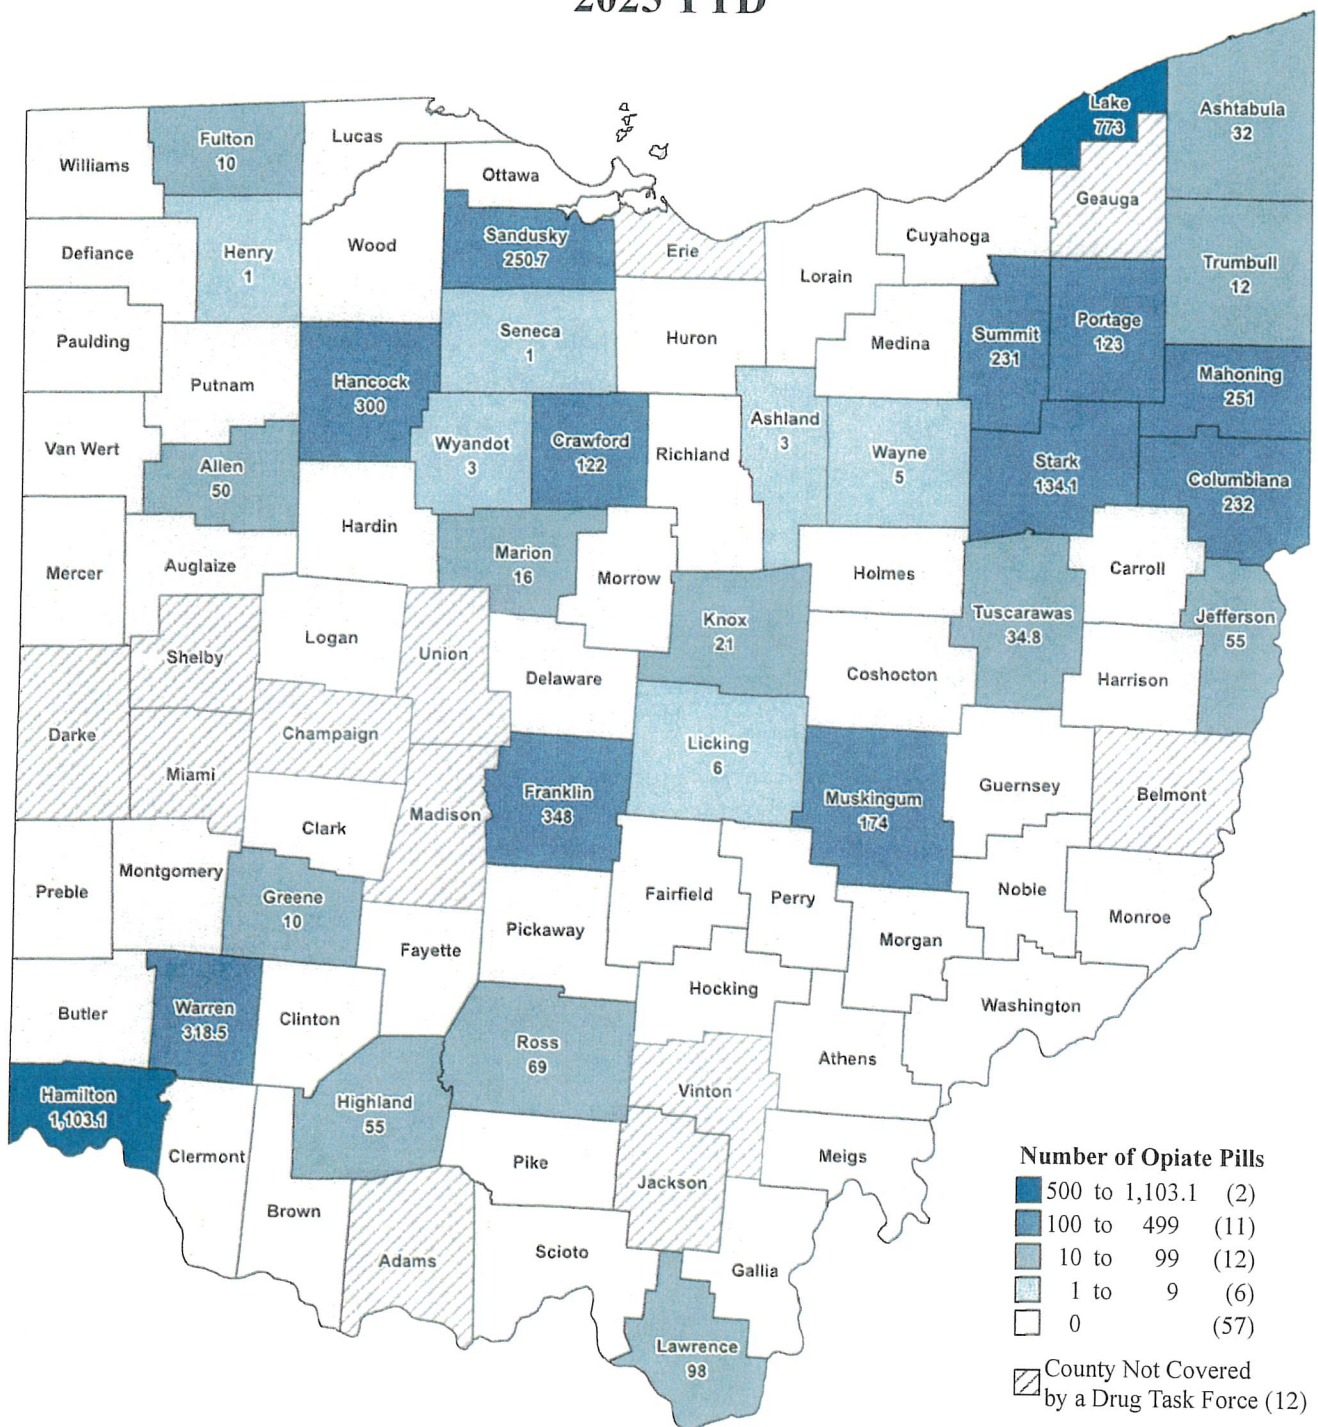 YTD
Lake
773
Ashtabula
32
Fulton
10
Lucas
Williams
Ottawa
Geauga
Henry
1
Wood
Sandusky
250.7
Erie
Cuyahoga
Defiance
Lorain
Trumbull
12
Paulding
Seneca
1
Huron
Medina
Summit
231
Portage
123
Mahoning
251
Putnam
Hancock
300
Ashland
3
Van Wert
Allen
50
Wyandot
3
Crawford
122
Richland
Wayne
5
Stark
134.1
Columbiana
232
Hardin
Mercer
Auglaize
Marion
16
Morrow
Holmes
Carroll
Logan
Knox
21
Tuscarawas
34.8
Jefferson
55
Shelby
Union
Delaware
Coshocton
Harrison
Darke
Champaign
Licking
6
Miami
Madison
Franklin
348
Muskingum
174
Guernsey
Belmont
Clark
Preble
Montgomery
Greene
10
Fairfield
Perry
Noble
Monroe
Fayette
Pickaway
Morgan
Butler
Warren
318.5
Clinton
Hocking
Washington
Ross
69
Athens
Hamilton
1,103.1
Highland
55
Vinton
Clermont
Pike
Jackson
Meigs
Brown
Adams
Scioto
Gallia
Lawrence
98
Number of Opiate Pills
500 to 1,103.1 (2)
100 to 499 (11)
10 to 99 (12)
1 to 9 (6)
0 (57)
County Not Covered
by a Drug Task Force (12)